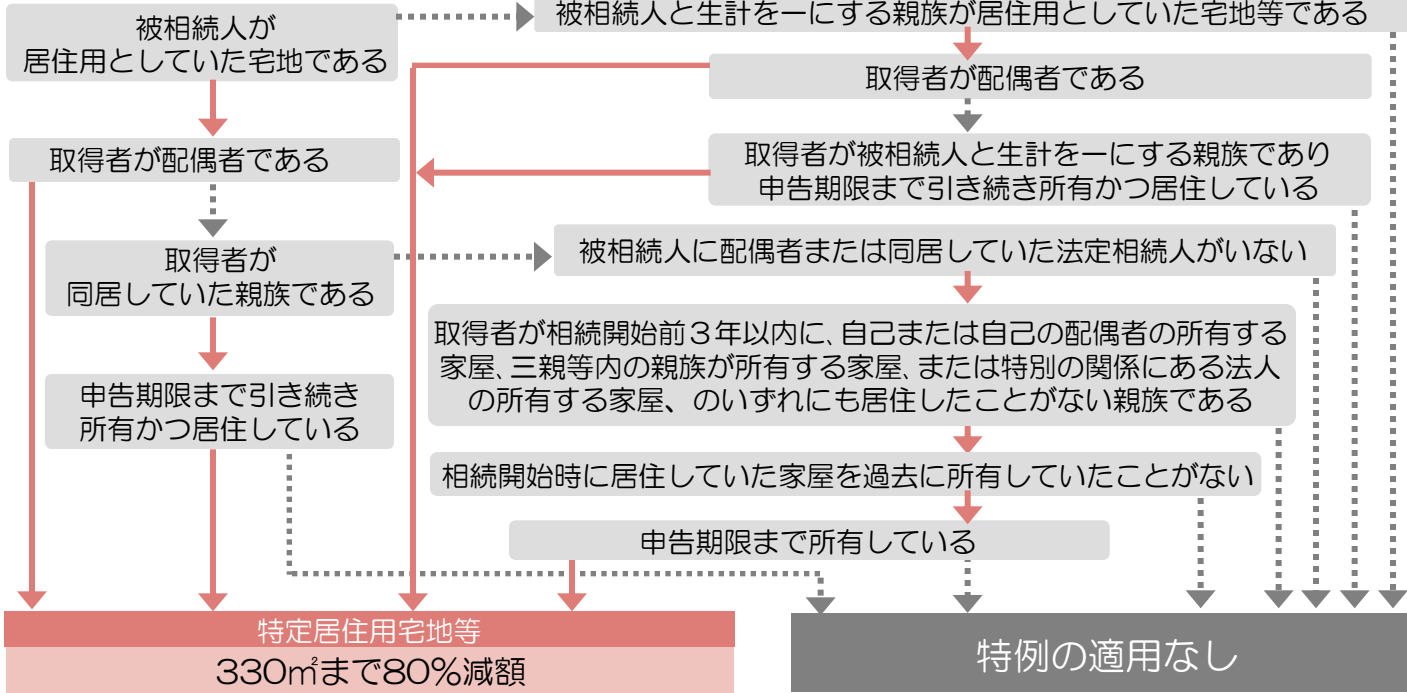 被相続人が
居住用としていた宅地である
被相続人と生計を一にする親族が居住用としていた宅地等である
取得者が配偶者である
取得者が配偶者である
取得者が被相続人と生計を一にする親族であり
申告期限まで引き続き所有かつ居住している
取得者が
同居していた親族である
被相続人に配偶者または同居していた法定相続人がいない
取得者が相続開始前3年以内に、自己または自己の配偶者の所有する
家屋、三親等内の親族が所有する家屋、または特別の関係にある法人
の所有する家屋、のいずれにも居住したことがない親族である
申告期限まで引き続き
所有かつ居住している
相続開始時に居住していた家屋を過去に所有していたことがない
申告期限まで所有している
特定居住用宅地等
330㎡まで80%減額
特例の適用なし